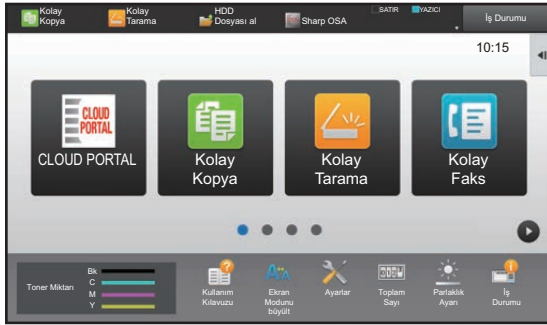 Kolay
Kopya
Kolay
Tarama
HDD
Dosyası al
Sharp OSA
SATIR
YAZICI
İş Durumu
10:15
CLOUD
PORTAL
CLOUD PORTAL
Kolay
Kopya
Kolay
Tarama
Kolay
Faks
Toner Miktarı
Bk
C
M
Y
Kullanım
Kılavuzu
Ekran
Modunu
büyült
Ayarlar
Toplam
Sayı
Parlaklık
Ayarı
İş
Durumu